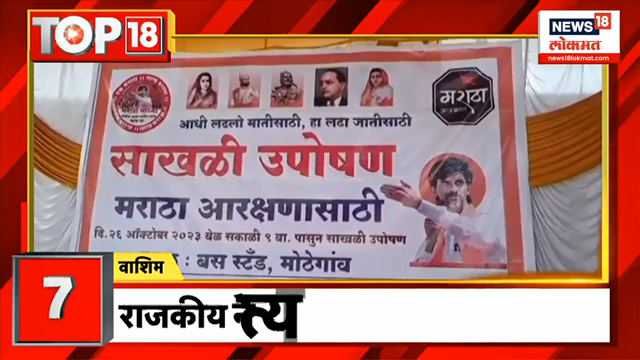 TOP 18
NEWS 18
लोकमत
www.news18lokmat.com
मराठा
आधी लढलो मातीसाठी, हा लढा जातीसाठी
साखळी उपोषण
मराठा आरक्षणासाठी
दि.२६ ऑक्टोबर २०२३ वेळ सकाळी ९ वा. पासुन साखळी उपोषण
: बस स्टँड, मोठेगांव
वाशिम
7
राजकीय